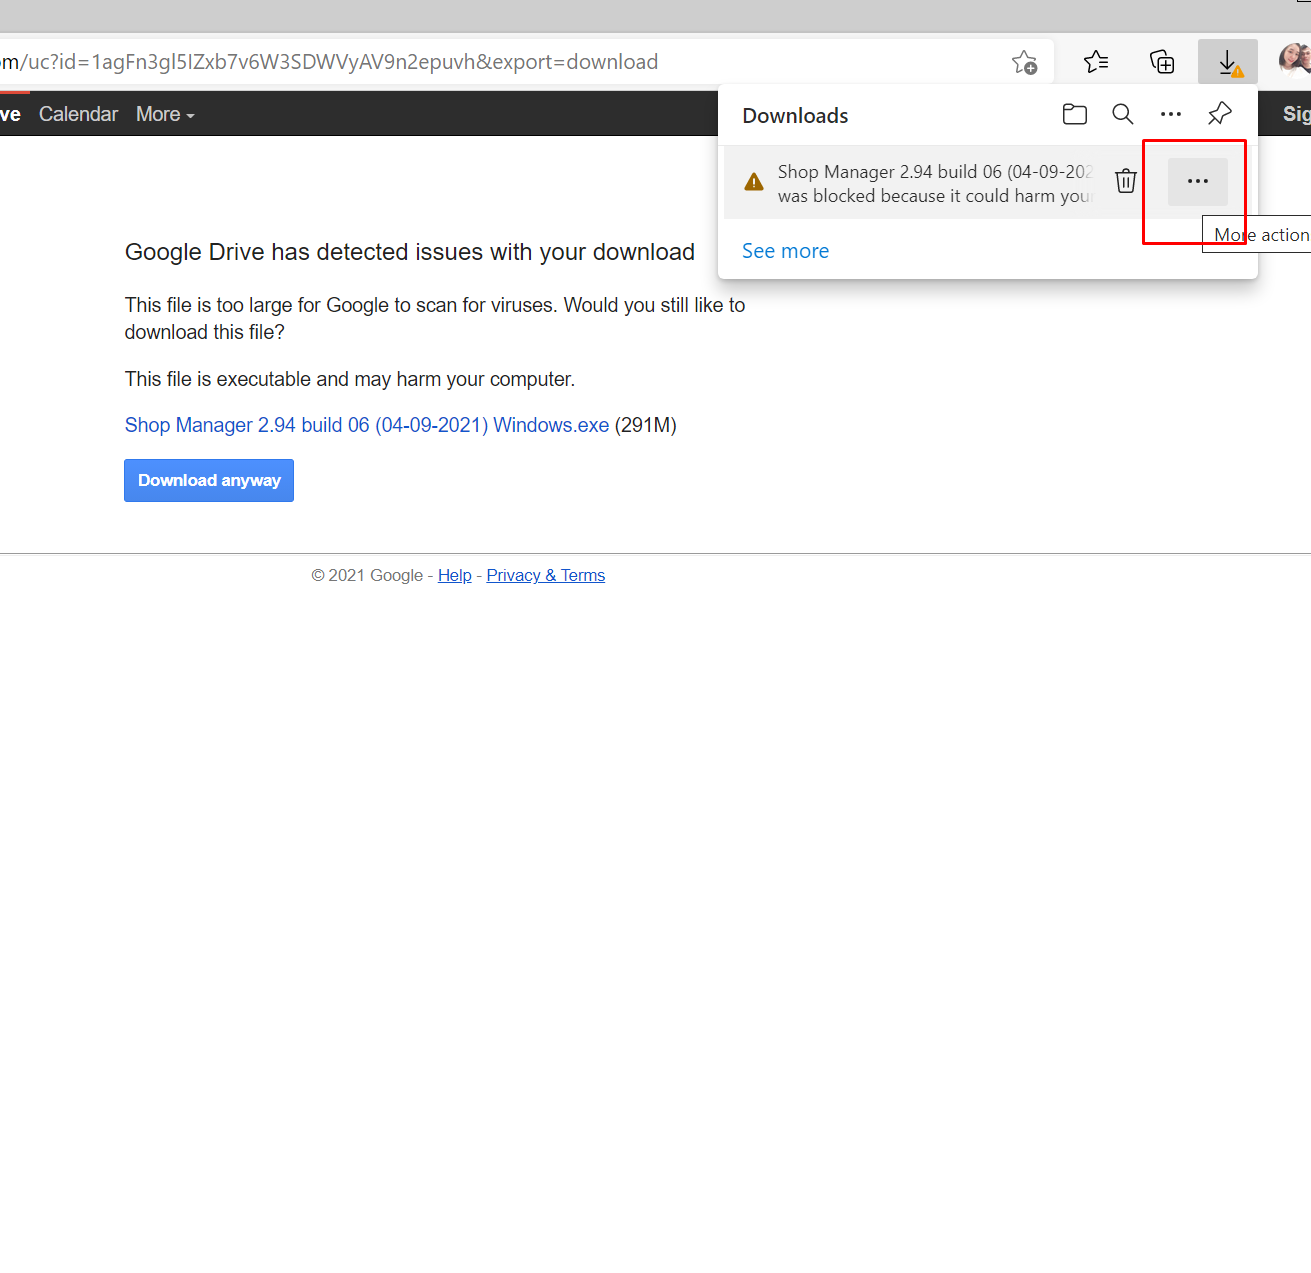 om/uc?id=1agFn3gl5IZxb7v6W3SDWVyAV9n2epuvh&export=download
ve Calendar More
Sig
Downloads
Shop Manager 2.94 build 06 (04-09-202
was blocked because it could harm your
More action
See more
Google Drive has detected issues with your download
This file is too large for Google to scan for viruses. Would you still like to
download this file?
This file is executable and may harm your computer.
Shop Manager 2.94 build 06 (04-09-2021) Windows.exe (291M)
Download anyway
© 2021 Google - Help - Privacy & Terms